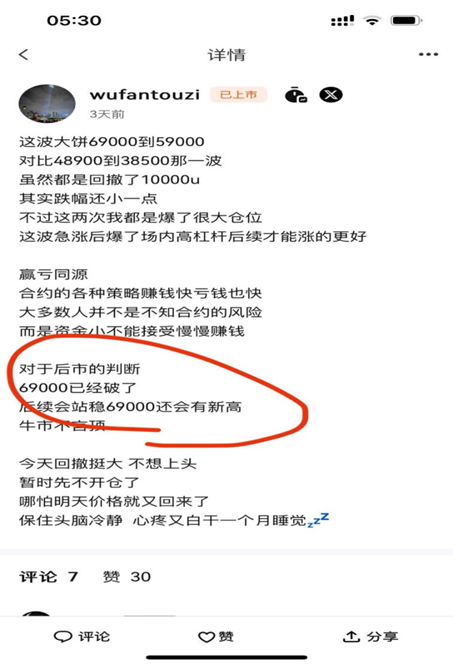 05:30
详情
wufantouzi 已上市
3天前
这波大饼69000到59000
对比48900到38500那一波
虽然都是回撤了10000u
其实跌幅还小一点
不过这两次我都是爆了很大仓位
这波急涨后爆了场内高杠杆后续才能涨的更好
赢亏同源
合约的各种策略赚钱快亏钱也快
大多数人并不是不知合约的风险
而是资金小不能接受慢慢赚钱
对于后市的判断
69000已经破了
后续会站稳69000还会有新高
牛市不言顶
今天回撤挺大 不想上头
暂时先不开仓了
哪怕明天价格就又回来了
保住头脑冷静 心疼又白干一个月睡觉💤
评论 7 赞 30
评论 赞 分享